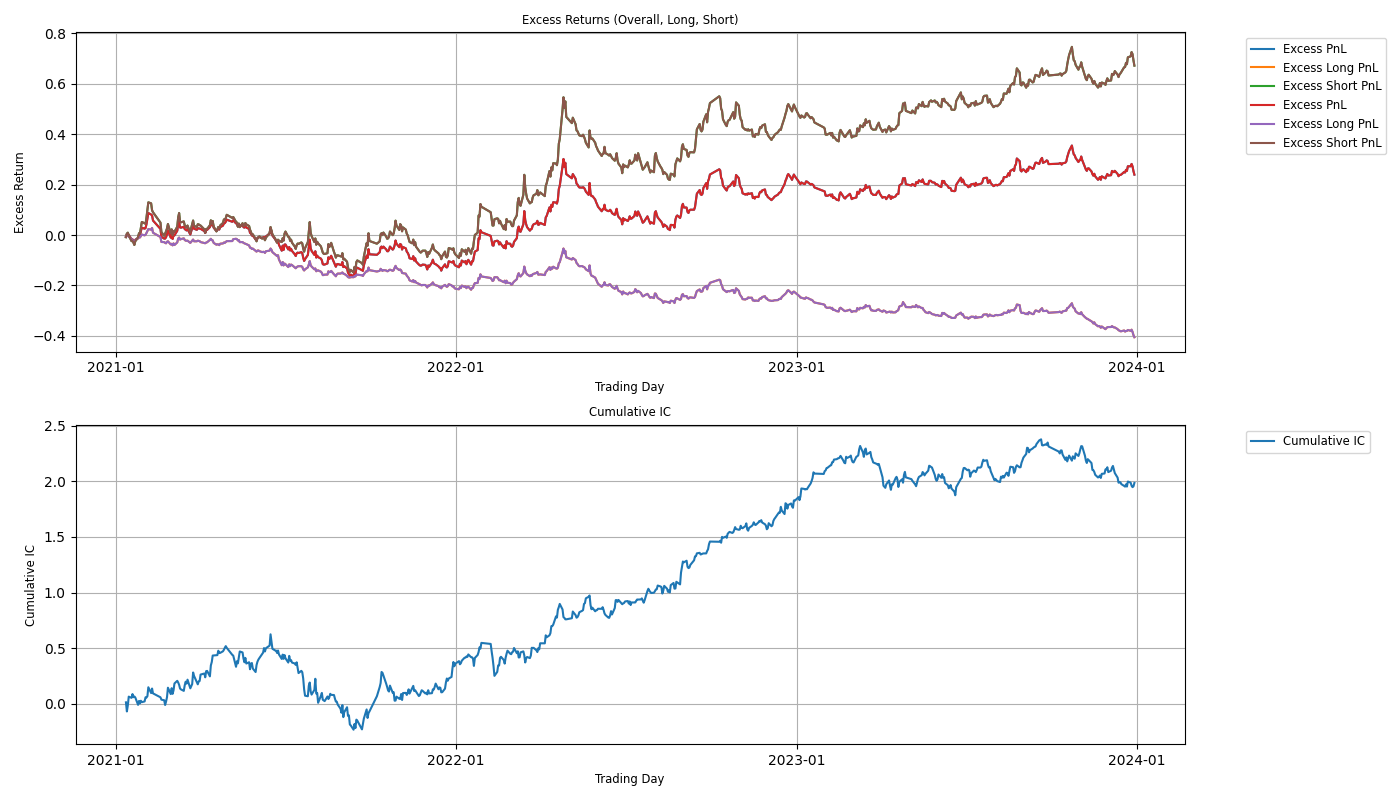 Excess Returns (Overall, Long, Short)
0.8
0.6
0.4
0.2
0.0
−0.2
−0.4
Excess Return
2021-01 2022-01 2023-01 2024-01
Trading Day
Excess PnL
Excess Long PnL
Excess Short PnL
Excess PnL
Excess Long PnL
Excess Short PnL
Cumulative IC
2.5
2.0
1.5
1.0
0.5
0.0
Cumulative IC
2021-01 2022-01 2023-01 2024-01
Trading Day
Cumulative IC